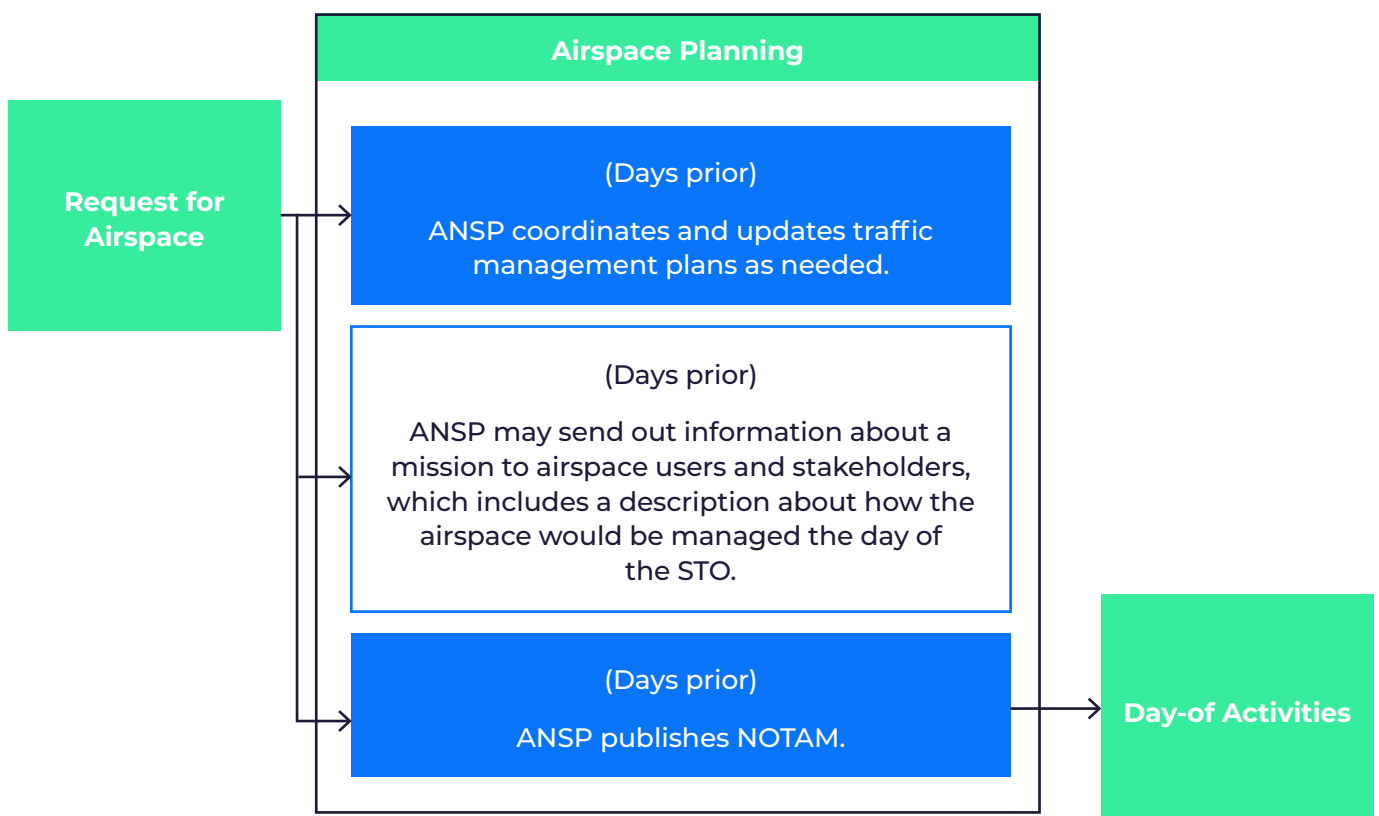 Airspace Planning
Request for
Airspace
(Days prior)
ANSP coordinates and updates traffic
management plans as needed.
(Days prior)
ANSP may send out information about a
mission to airspace users and stakeholders,
which includes a description about how the
airspace would be managed the day of
the STO.
(Days prior)
ANSP publishes NOTAM.
Day-of Activities